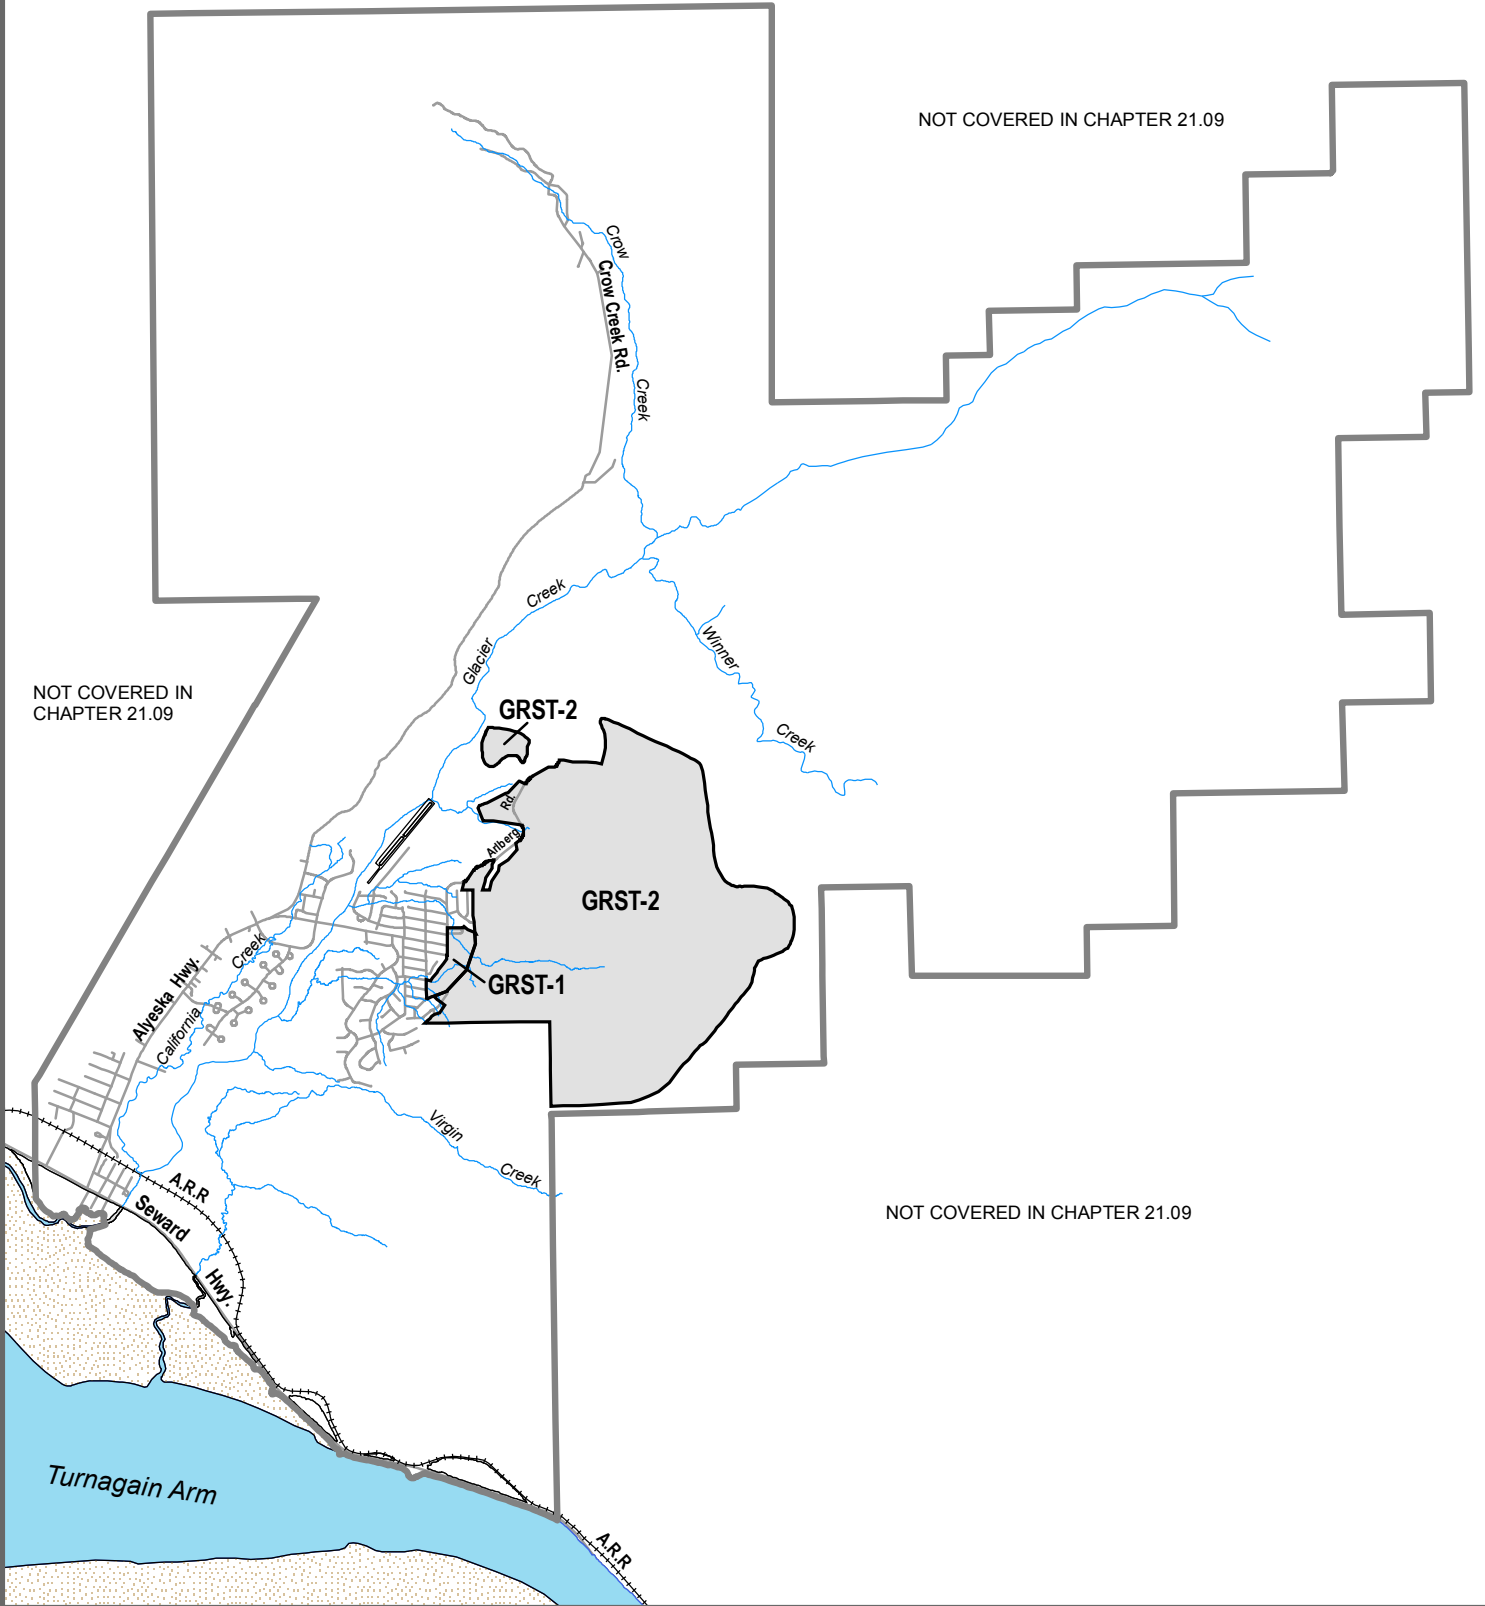 NOT COVERED IN CHAPTER 21.09
Crow
Crow Creek Rd.
Creek
Creek
Glacier
Winner
Creek
NOT COVERED IN
CHAPTER 21.09
GRST-2
Rd.
Arlberg
GRST-2
GRST-1
Creek
Alyeska Hwy.
California
Virgin
Creek
A.R.R
Seward
Hwy.
NOT COVERED IN CHAPTER 21.09
Turnagain Arm
A.R.R